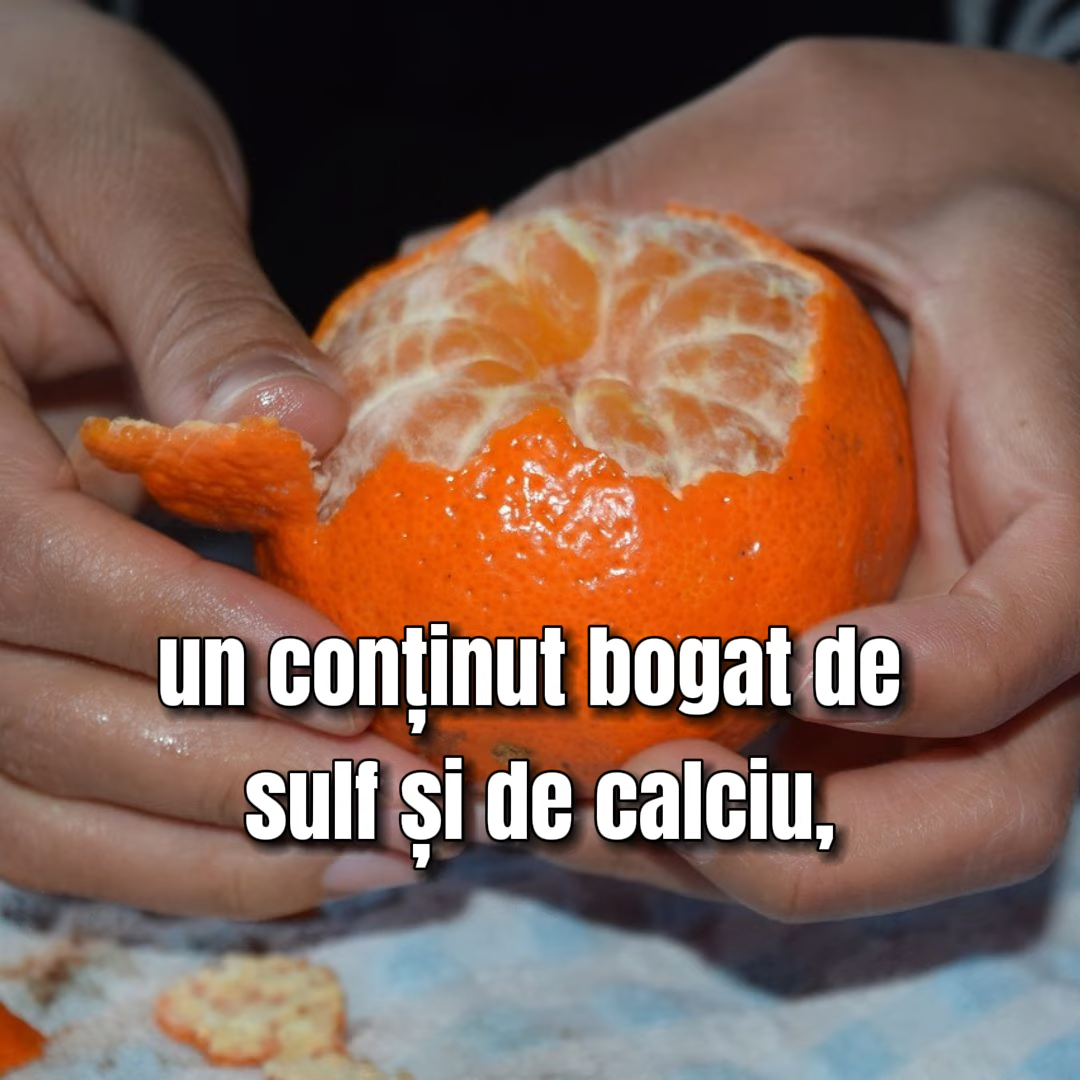 un conținut bogat de
sulf și de calciu,